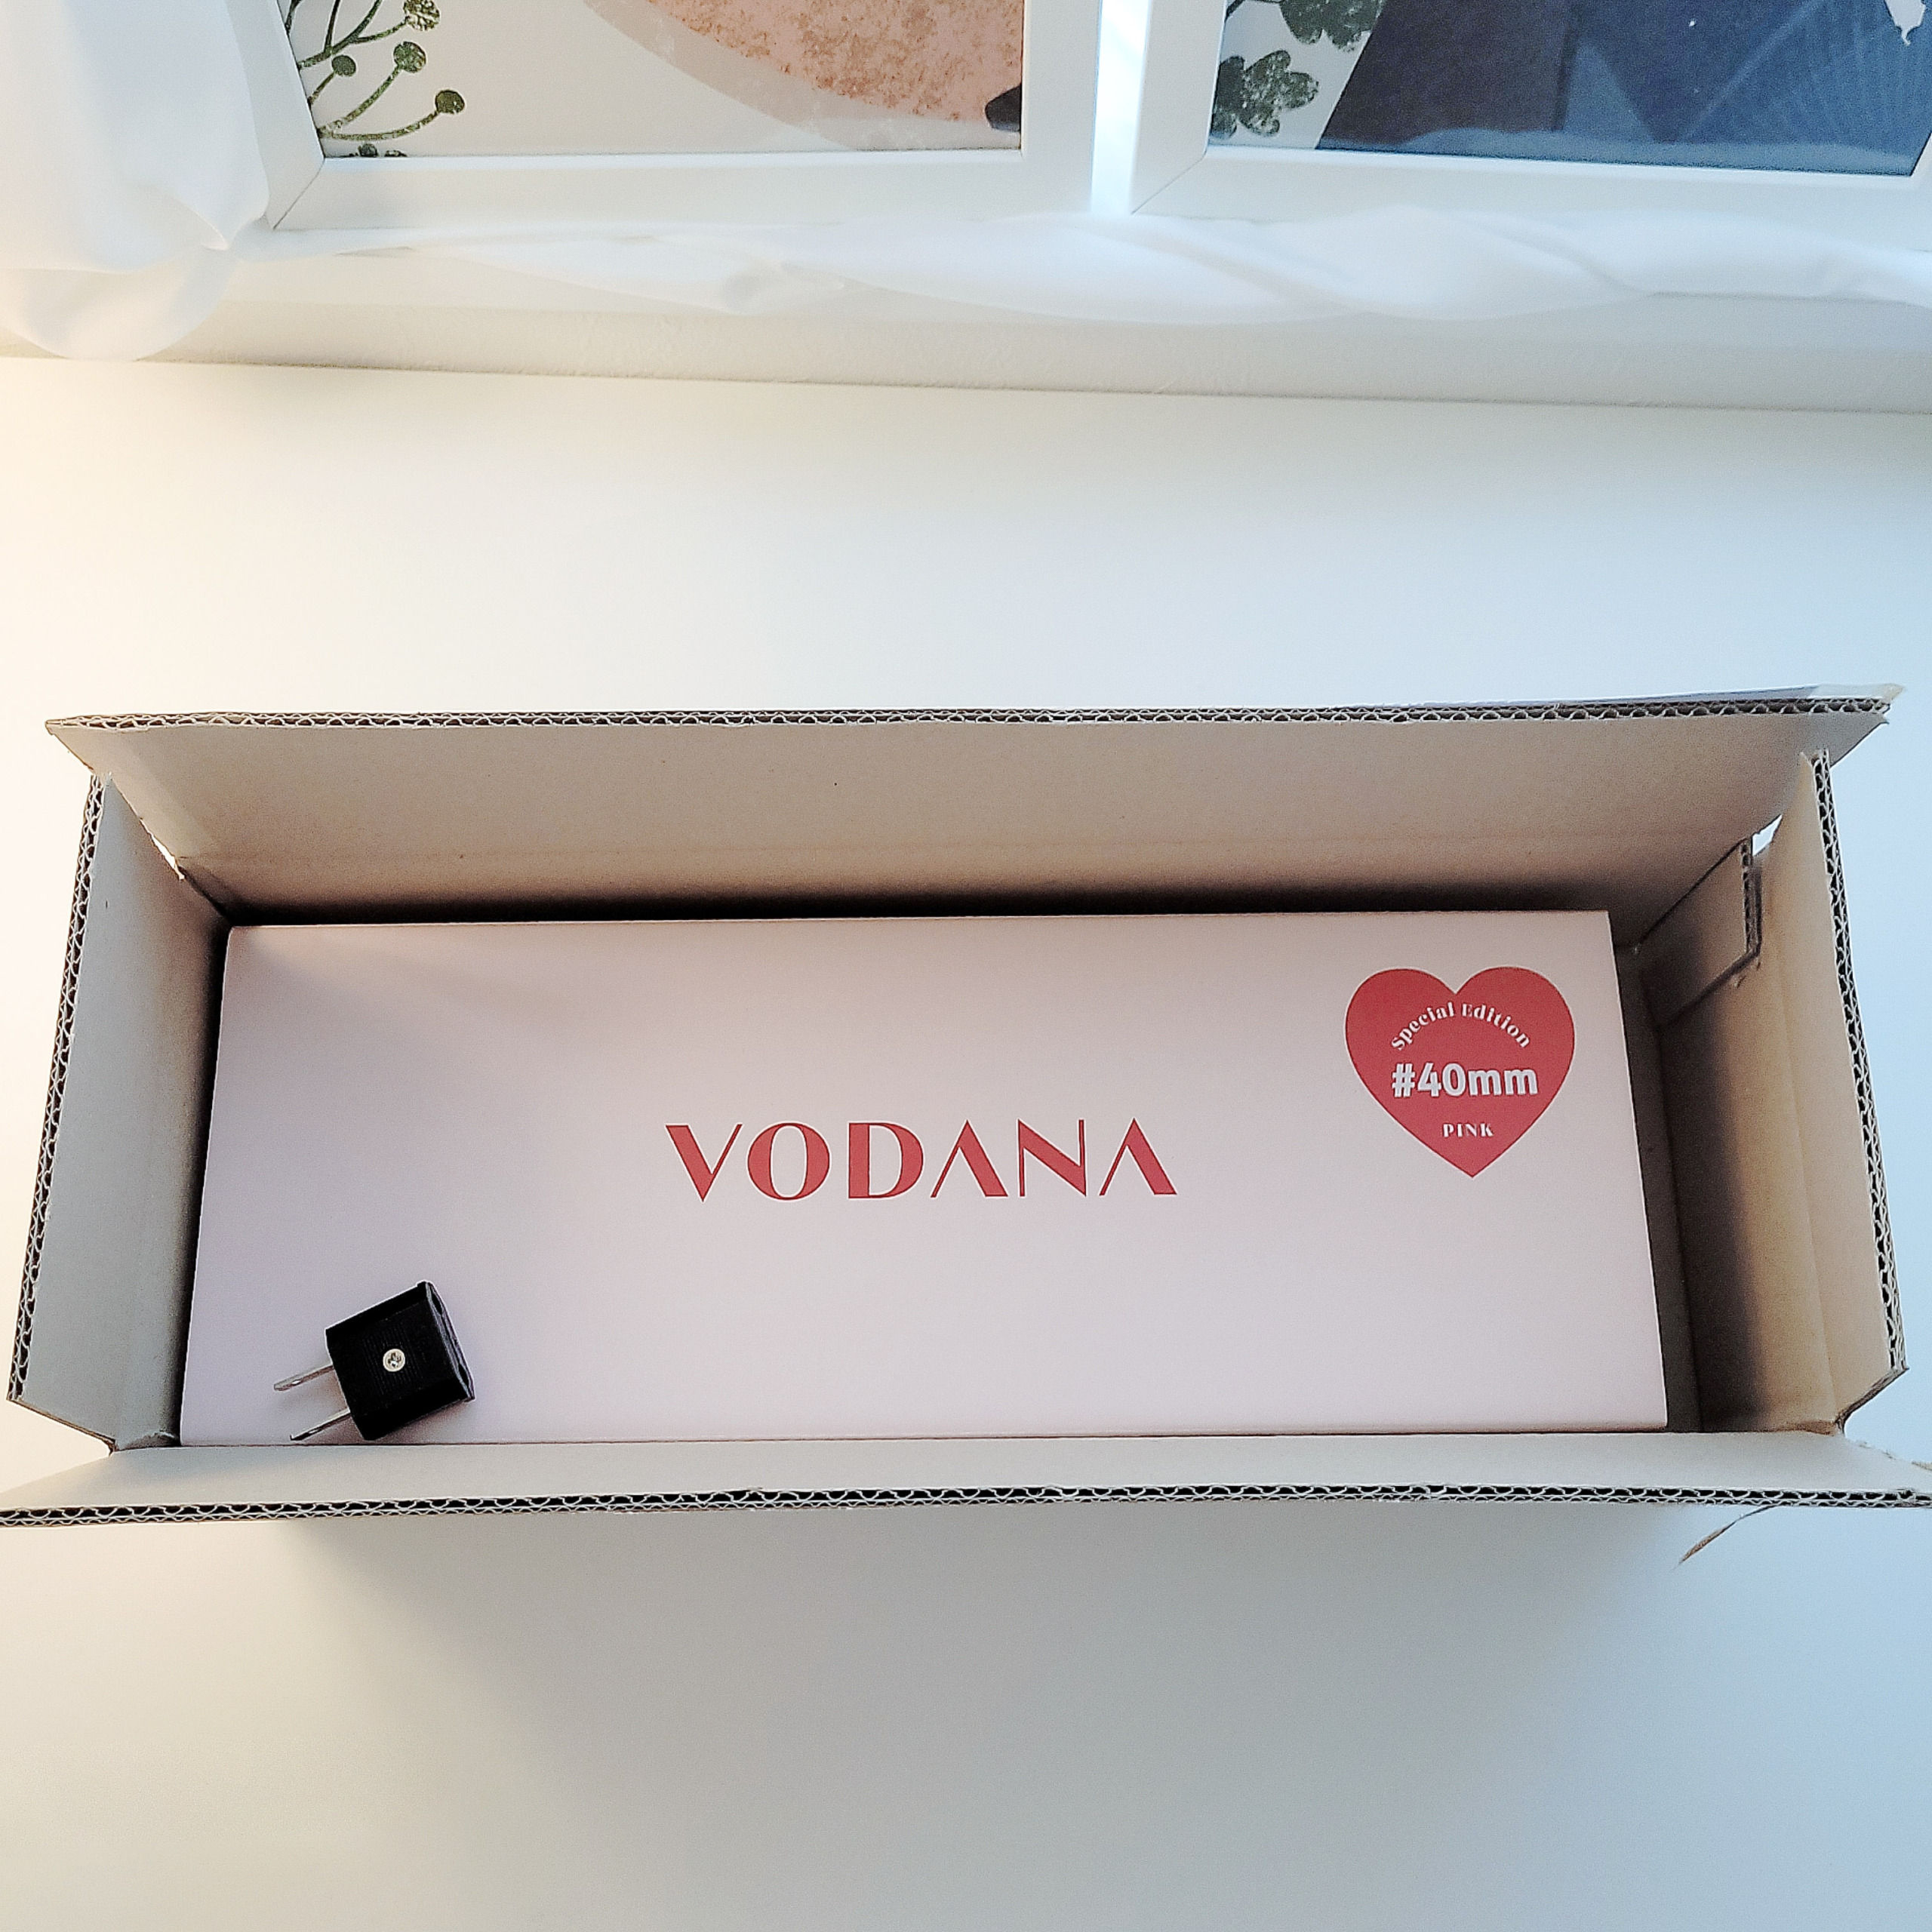 Special Edition
#40mm
PINK
VODANA